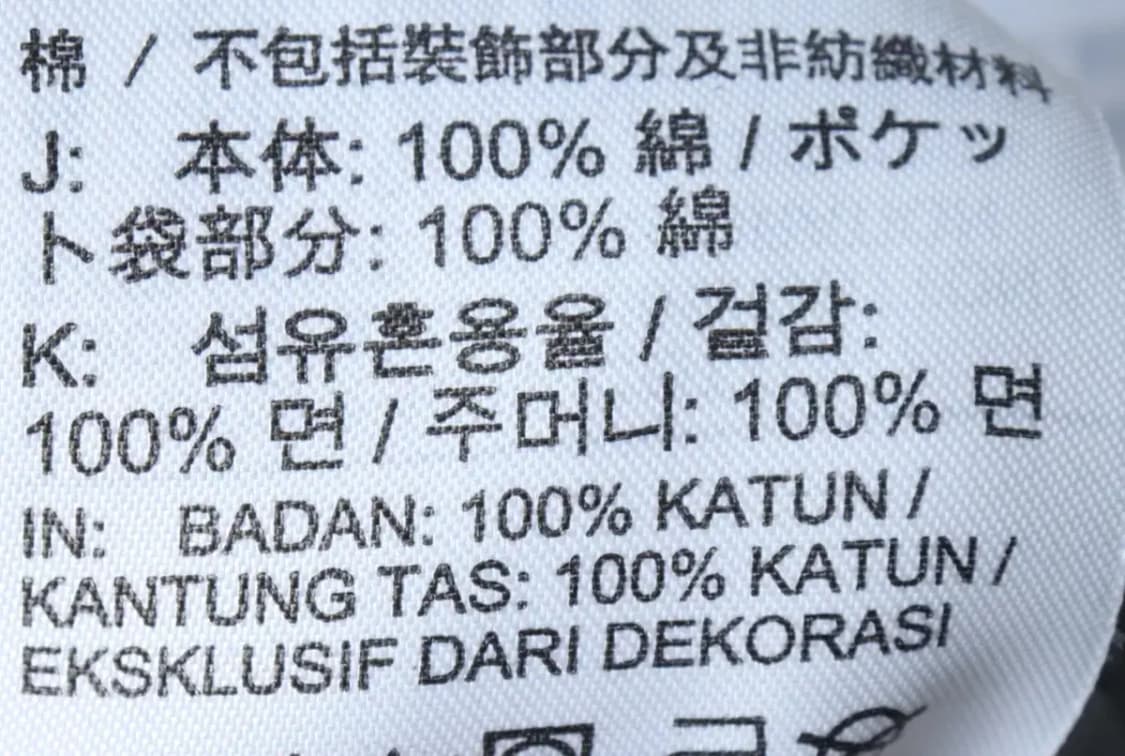 棉 / 不包括裝飾部分及非紡織材料
J: 本体: 100% 綿 / ポケッ
ト袋部分: 100% 綿
K: 섬유혼용율 / 걸감:
100% 면 / 주머니: 100% 면
IN: BADAN: 100% KATUN /
KANTUNG TAS: 100% KATUN /
EKSKLUSIF DARI DEKORASI